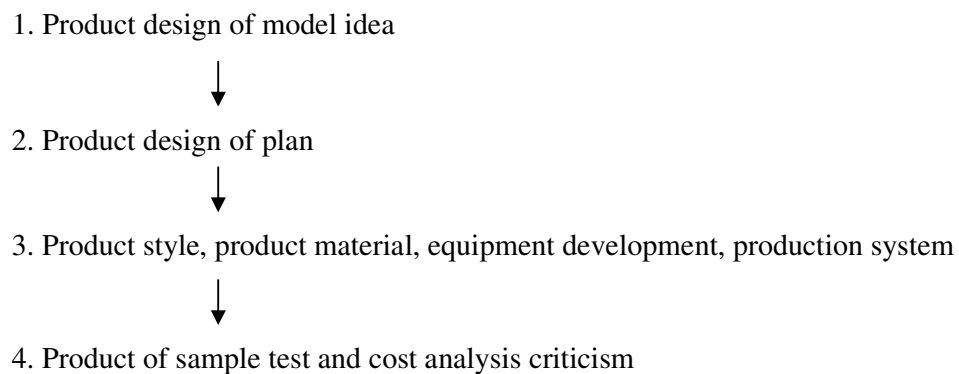 1. Product design of model idea
2. Product design of plan
3. Product style, product material, equipment development, production system
4. Product of sample test and cost analysis criticism